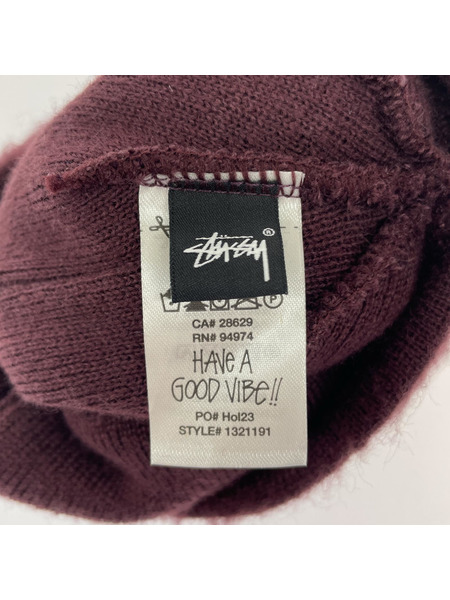 STÜSSY®
CA# 28629
RN# 94974
HAVE A
GOOD VIBE!!
PO# Hol23
STYLE# 1321191